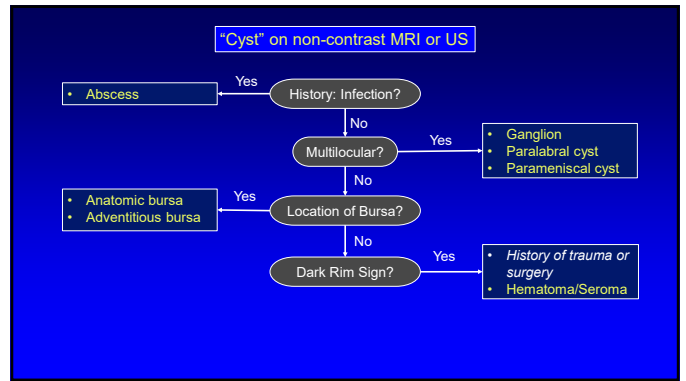 “Cyst” on non-contrast MRI or US
Yes
• Abscess
History: Infection?
No
Multilocular?
Yes
• Ganglion
• Paralabral cyst
• Parameniscal cyst
No
• Anatomic bursa
• Adventitious bursa
Yes
Location of Bursa?
No
Dark Rim Sign?
Yes
• History of trauma or
surgery
• Hematoma/Seroma